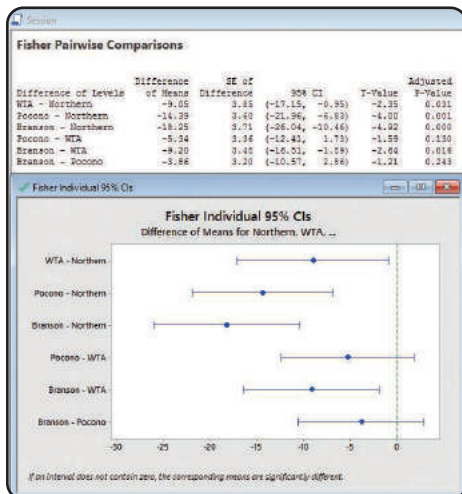 Session
Fisher Pairwise Comparisons
Difference SE of Adjusted
Difference of Levels of Means Difference 95% CI T-Value P-Value
WTA - Northern -9.05 3.85 (-17.15, -0.95) -2.35 0.031
Pocono - Northern -14.39 3.60 (-21.96, -6.83) -4.00 0.001
Branson - Northern -18.25 3.71 (-26.04, -10.46) -4.92 0.000
Pocono - WTA -5.34 3.36 (-12.41, 1.73) -1.59 0.130
Branson - WTA -9.20 3.48 (-16.51, -1.89) -2.64 0.018
Branson - Pocono -3.86 3.20 (-10.57, 2.86) -1.21 0.243
Fisher Individual 95% CIs
Fisher Individual 95% CIs
Difference of Means for Northern, WTA, ...
WTA - Northern
Pocono - Northern
Branson - Northern
Pocono - WTA
Branson - WTA
Branson - Pocono
-30 -25 -20 -15 -10 -5 0
If an interval does not contain zero, the corresponding means are significantly different.